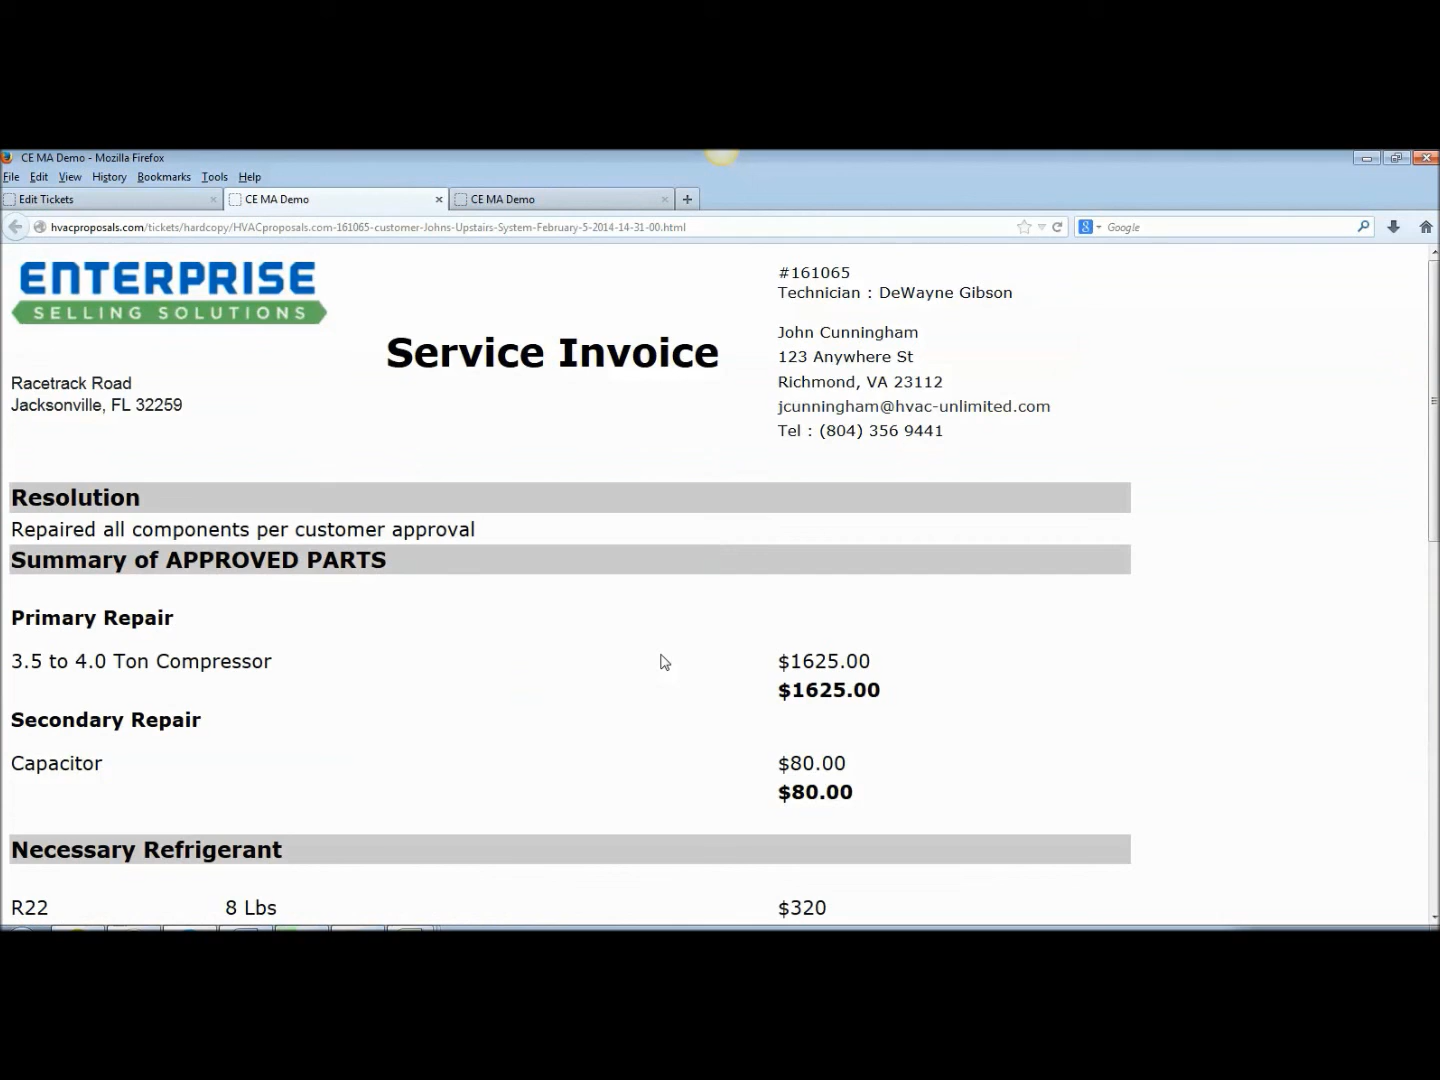 CE MA Demo - Mozilla Firefox
File Edit View History Bookmarks Tools Help
Edit Tickets CE MA Demo CE MA Demo
hvacproposals.com/tickets/hardcopy/HVACproposals.com-161065-customer-Johns-Upstairs-System-February-5-2014-14-31-00.html Google
ENTERPRISE
SELLING SOLUTIONS
Racetrack Road
Jacksonville, FL 32259
Service Invoice
#161065
Technician : DeWayne Gibson
John Cunningham
123 Anywhere St
Richmond, VA 23112
jcunningham@hvac-unlimited.com
Tel : (804) 356 9441
Resolution
Repaired all components per customer approval
Summary of APPROVED PARTS
Primary Repair
3.5 to 4.0 Ton Compressor $1625.00
$1625.00
Secondary Repair
Capacitor $80.00
$80.00
Necessary Refrigerant
R22 8 Lbs $320